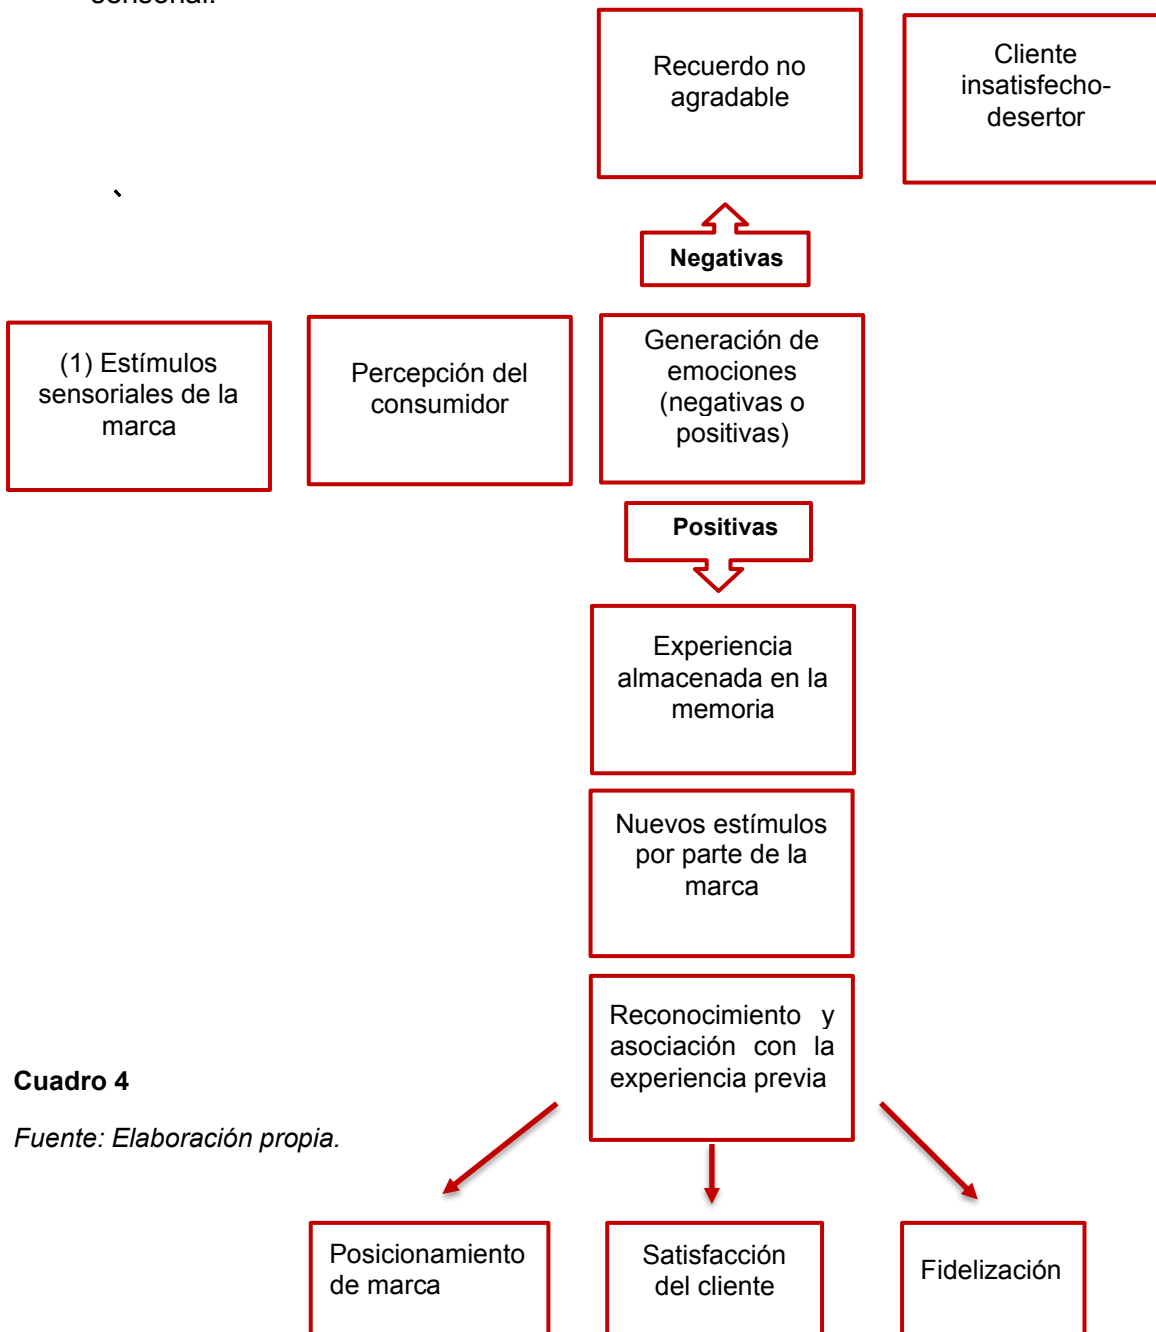 sensorial.
Recuerdo no
agradable
Cliente
insatisfecho-
desertor
Negativas
(1) Estímulos
sensoriales de la
marca
Percepción del
consumidor
Generación de
emociones
(negativas o
positivas)
Positivas
Experiencia
almacenada en la
memoria
Nuevos estímulos
por parte de la
marca
Reconocimiento y
asociación con la
experiencia previa
Cuadro 4
Fuente: Elaboración propia.
Posicionamiento
de marca
Satisfacción
del cliente
Fidelización